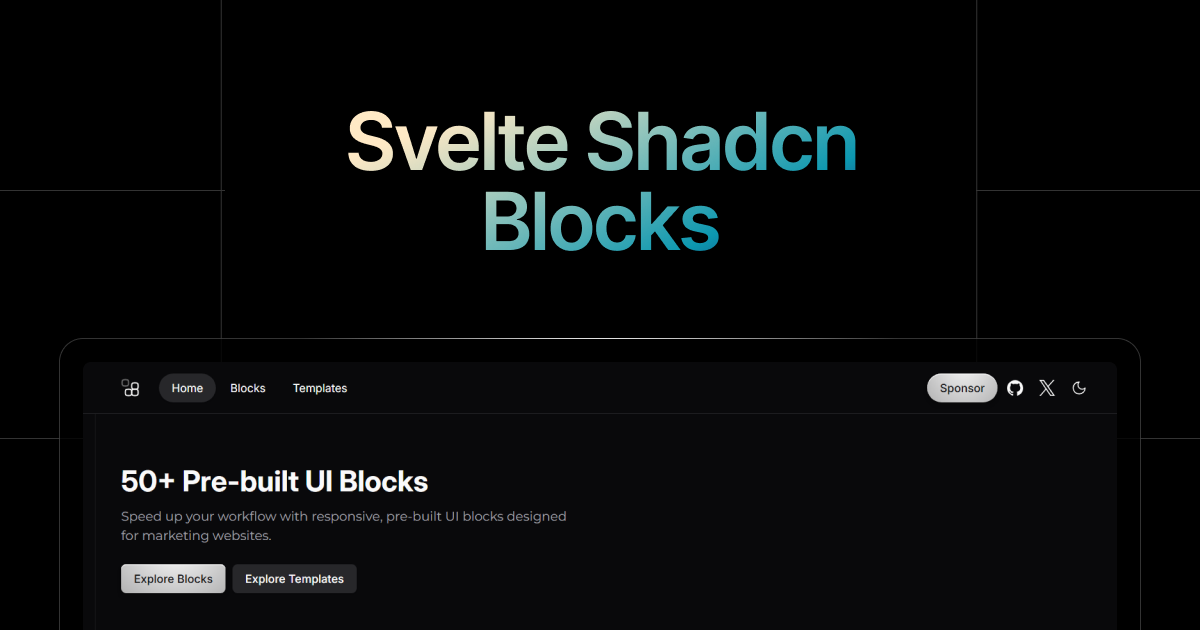 Svelte Shadcn
Blocks
Home Blocks Templates Sponsor
50+ Pre-built UI Blocks
Speed up your workflow with responsive, pre-built UI blocks designed
for marketing websites.
Explore Blocks Explore Templates